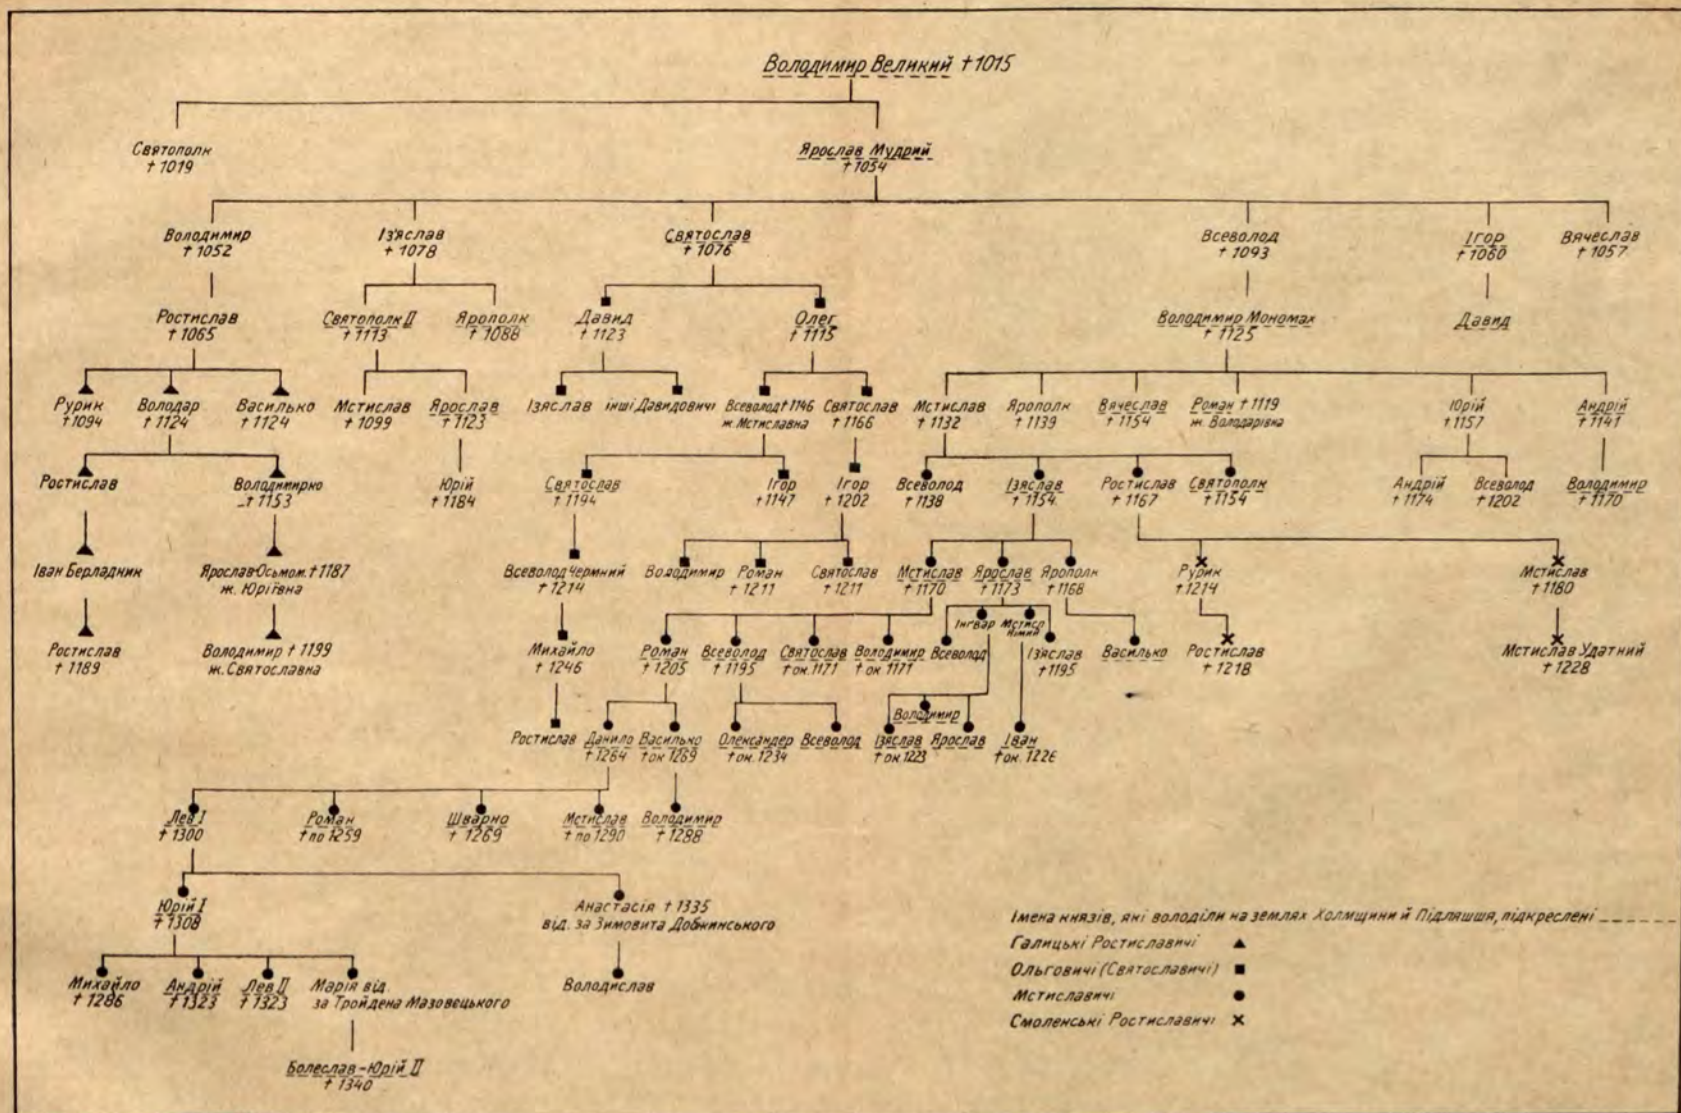 Володимир Великий †1015
Святополк
†1019
Ярослав Мудрий
†1054
Володимир
†1052
Ізяслав
†1078
Святослав
†1076
Всеволод
†1093
Ігор
†1060
Вячеслав
†1057
Ростислав
†1065
Святополк II
†1113
Ярополк
†1088
Давид
†1123
Олег
†1115
Володимир Мономах
†1125
Давид
Рурик
†1094
Володар
†1124
Василько
†1124
Мстислав
†1099
Ярослав
†1123
Ізяслав
інші Давидовичі
Всеволод †1146
ж. Мстиславна
Святослав
†1166
Мстислав
†1132
Ярополк
†1139
Вячеслав
†1154
Роман †1119
ж. Володарівна
Юрій
†1157
Андрій
†1141
Ростислав
Володимирко
†1153
Юрій
†1184
Святослав
†1194
Ігор
†1147
Ігор
†1202
Всеволод
†1138
Ізяслав
†1154
Ростислав
†1167
Святополк
†1154
Андрій
†1174
Всеволод
†1202
Володимир
†1170
Іван Берладник
Ярослав-Осьмом. †1187
ж. Юріївна
Всеволод Чермний
†1214
Володимир
Роман
†1211
Святослав
†1211
Мстислав
†1170
Ярослав
†1173
Ярополк
†1168
Рурик
†1214
Мстислав
†1180
Ростислав
†1189
Володимир †1199
ж. Святославна
Михайло
†1246
Роман
†1205
Всеволод
†1195
Святослав
†ок. 1171
Володимир
†ок 1171
Всеволод
Інгвар
Мстисл
Німий
Ізяслав
†1195
Василько
Ростислав
†1218
Мстислав Удатний
†1228
Ростислав
Данило
†1264
Василько
†ок 1269
Олександер
†ок. 1234
Всеволод
Володимир
Ізяслав
†ок 1223
Ярослав
Іван
†ок. 1226
Лев I
†1300
Роман
†по 1259
Шварно
†1269
Мстислав
†по 1290
Володимир
†1288
Юрій I
†1308
Анастасія †1335
від. за Зимовита Добжинського
Михайло
†1286
Андрій
†1323
Лев II
†1323
Марія від.
за Тройдена Мазовецького
Володислав
Болеслав-Юрій II
†1340
Імена князів, які володіли на землях Холмщини й Підляшшя, підкреслені
Галицькі Ростиславичі ▲
Ольговичі (Святославичі) ■
Мстиславичі ●
Смоленські Ростиславичі ✕